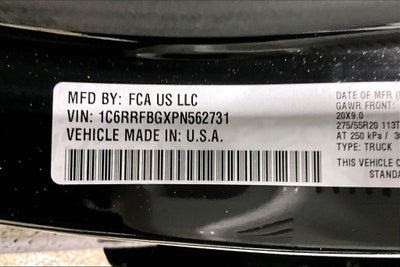 MFD BY: FCA US LLC
VIN: 1C6RRFBGXPN562731
VEHICLE MADE IN U.S.A.
DATE OF MFR
GAWR FRONT:
20X9.0
275/55R20 113T
AT 250 kPa /
TYPE: TRUCK
THIS VEHICLE
SAFETY